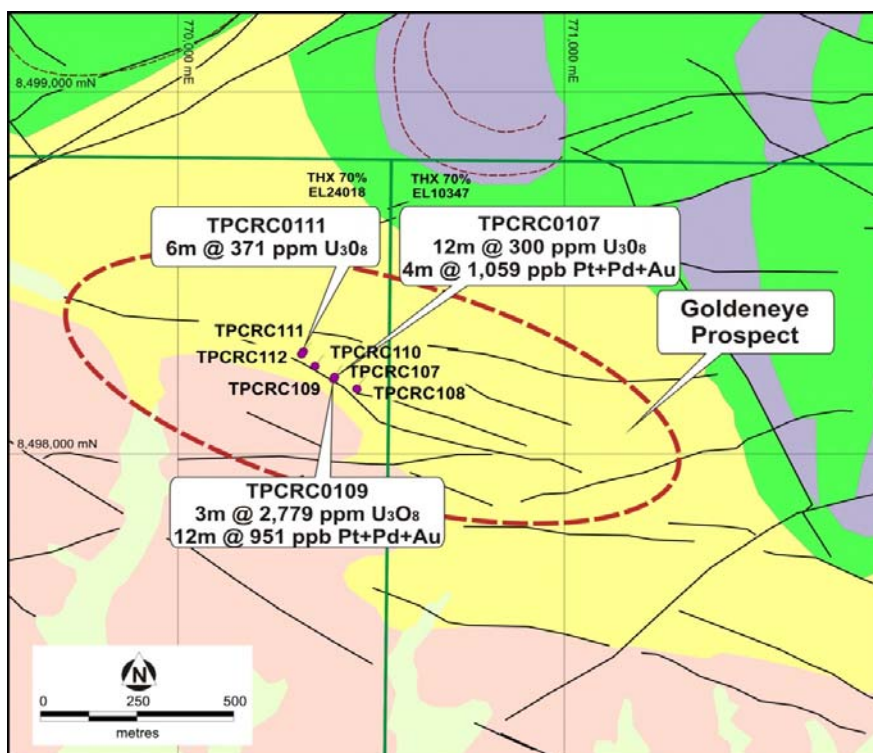 770,000 mE
771,000 mE
8,499,000 mN
THX 70%
EL24018
THX 70%
EL10347
TPCRC0111
6m @ 371 ppm U₃0₈
TPCRC0107
12m @ 300 ppm U₃0₈
4m @ 1,059 ppb Pt+Pd+Au
Goldeneye
Prospect
TPCRC111
TPCRC112
TPCRC110
TPCRC107
TPCRC109
TPCRC108
8,498,000 mN
TPCRC0109
3m @ 2,779 ppm U₃O₈
12m @ 951 ppb Pt+Pd+Au
N
0 250 500
metres